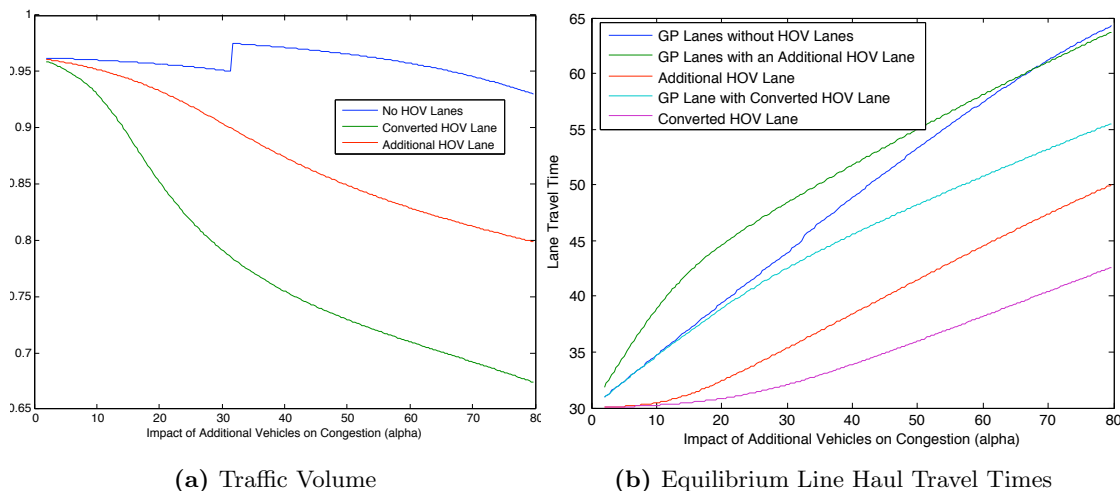 1
0.95
0.9
0.85
0.8
0.75
0.7
0.65
0 10 20 30 40 50 60 70 80
No HOV Lanes
Converted HOV Lane
Additional HOV Lane
Impact of Additional Vehicles on Congestion (alpha)
(a) Traffic Volume
65
60
55
50
45
40
35
30
Lane Travel Time
GP Lanes without HOV Lanes
GP Lanes with an Additional HOV Lane
Additional HOV Lane
GP Lane with Converted HOV Lane
Converted HOV Lane
0 10 20 30 40 50 60 70 80
Impact of Additional Vehicles on Congestion (alpha)
(b) Equilibrium Line Haul Travel Times